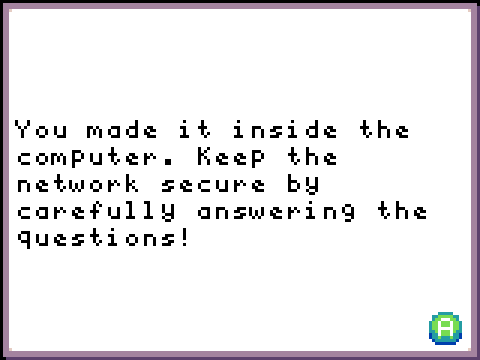 You made it inside the
computer. Keep the
network secure by
carefully answering the
questions!
A